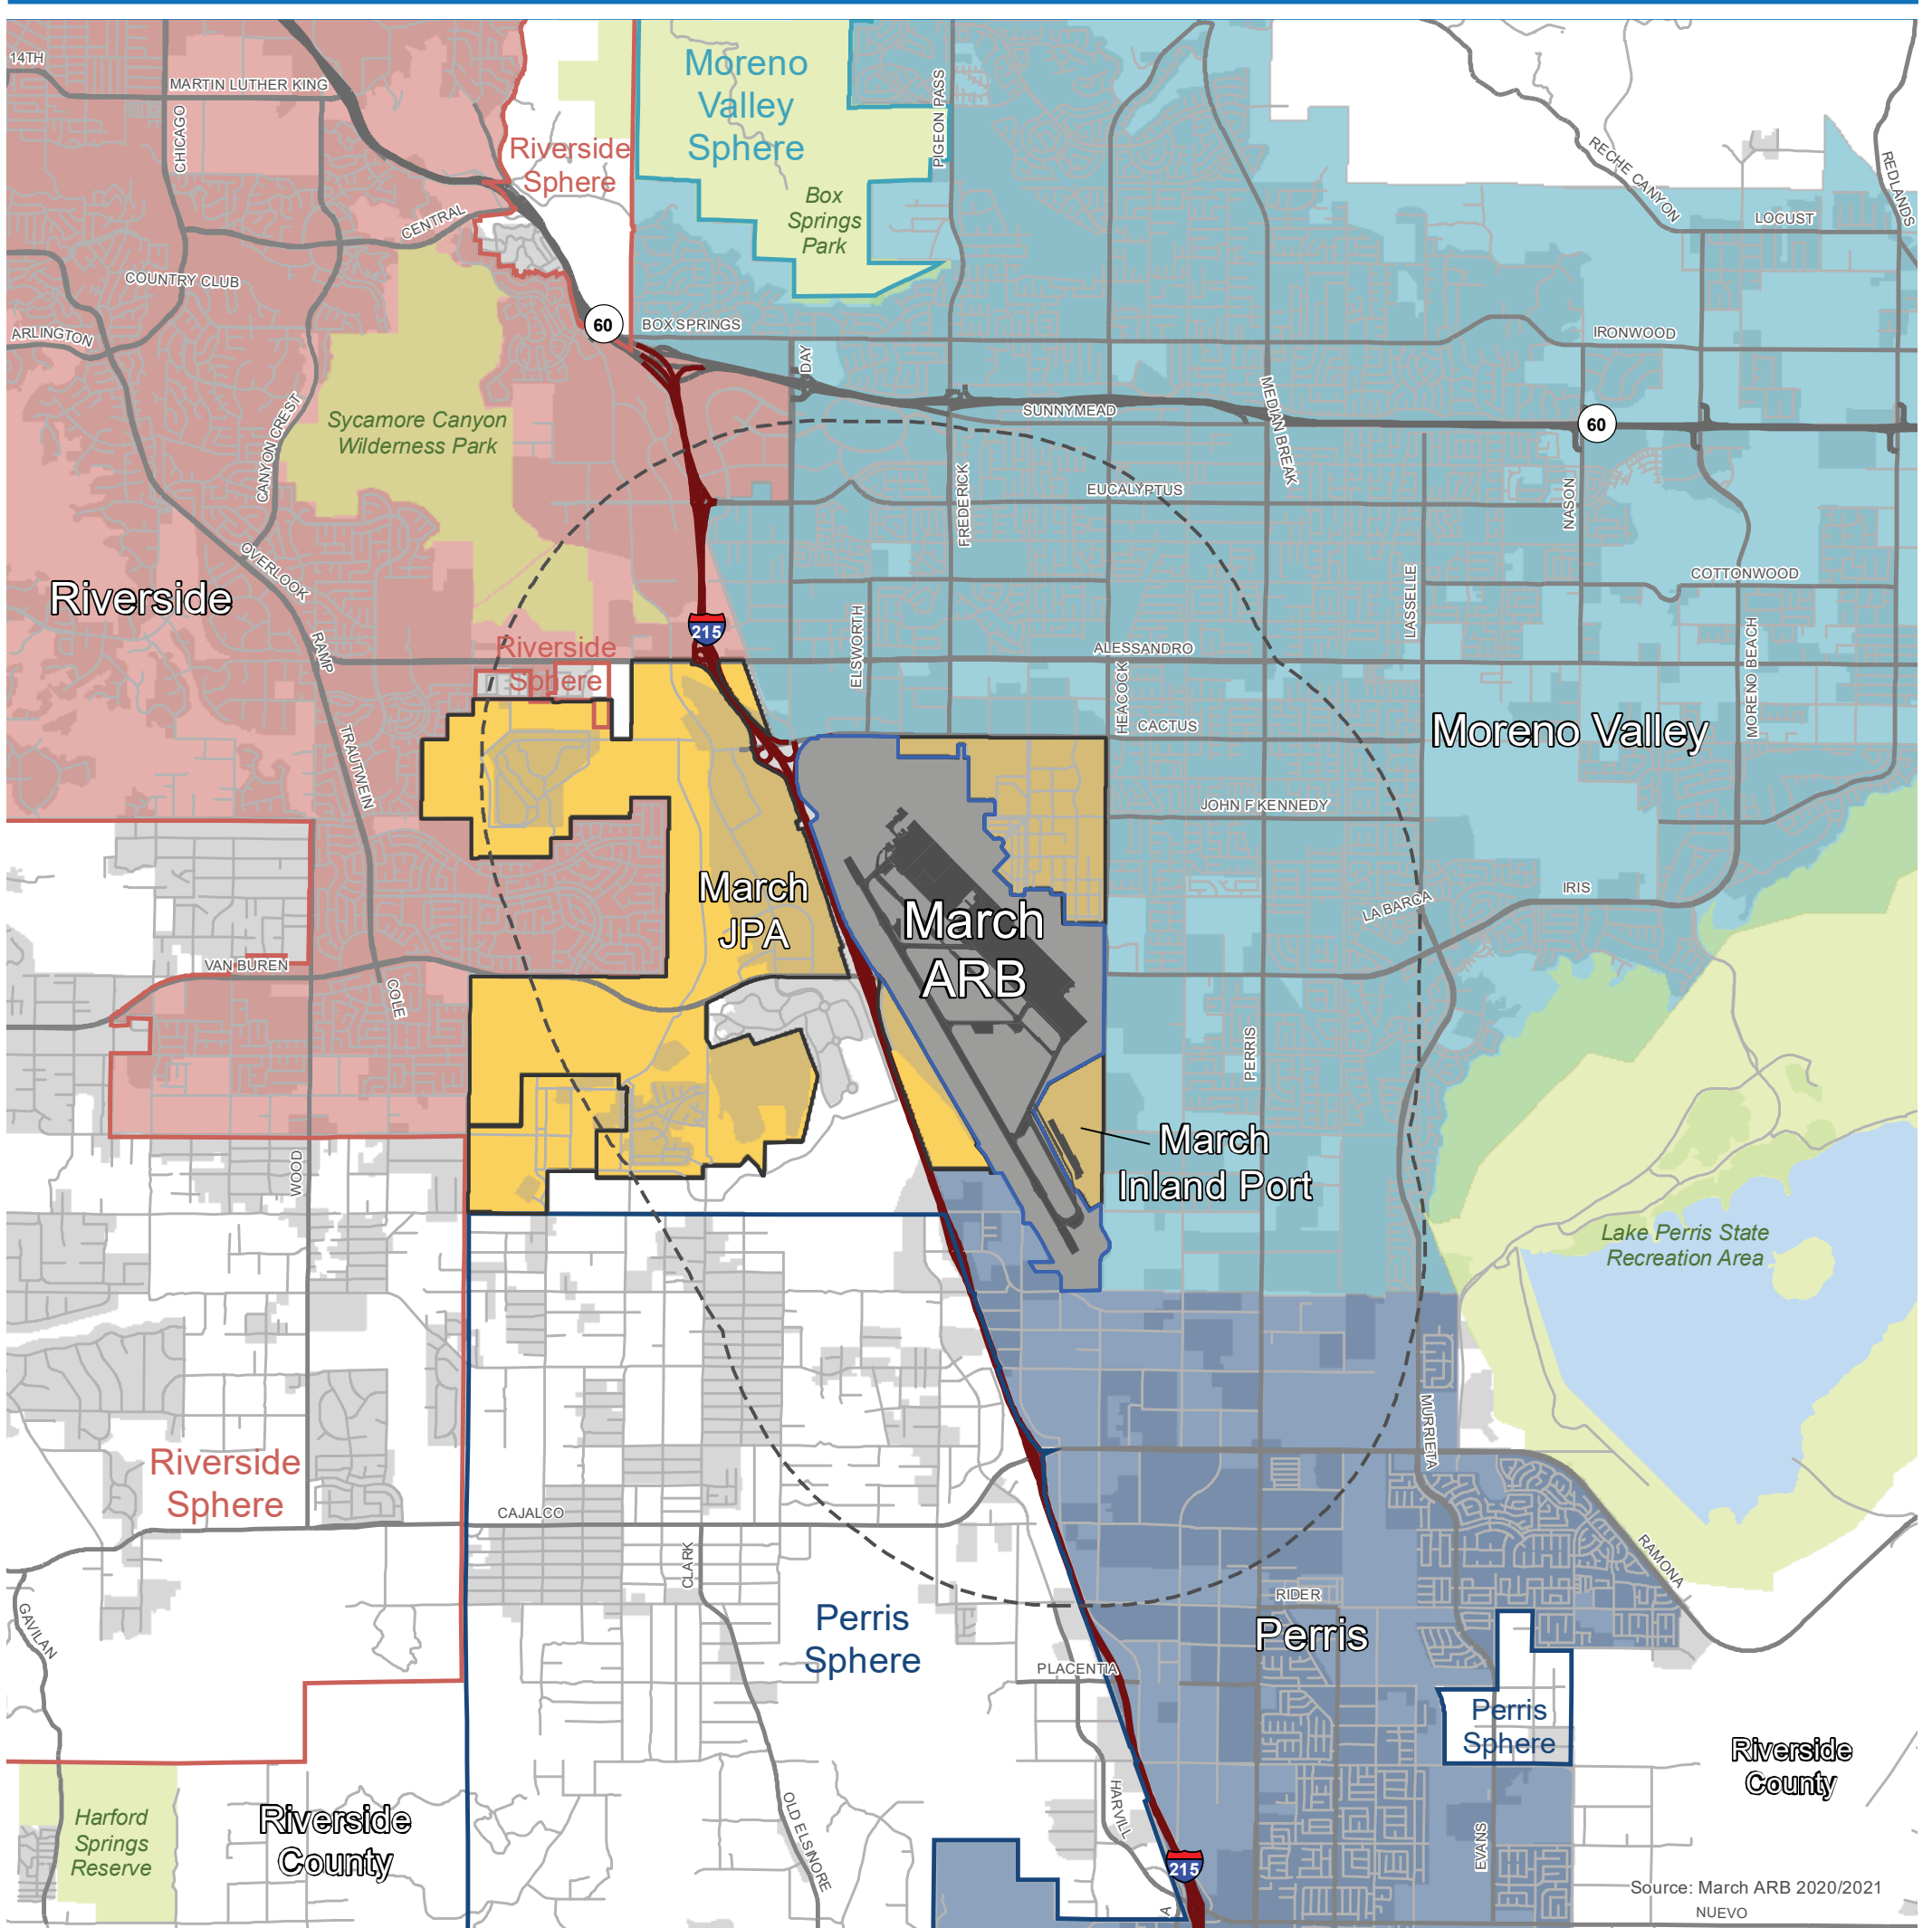 14TH
MARTIN LUTHER KING
CHICAGO
Moreno
Valley
Sphere
PIGEON PASS
Riverside
Sphere
RECHE CANYON
REDLANDS
LOCUST
CENTRAL
Box
Springs
Park
COUNTRY CLUB
ARLINGTON
60
BOX SPRINGS
IRONWOOD
DAY
CANYON CREST
Sycamore Canyon
Wilderness Park
SUNNYMEAD
MEDIAN BREAK
60
FREDERICK
EUCALYPTUS
NASON
OVERLOOK
Riverside
COTTONWOOD
LASSELLE
ELSWORTH
215
RAMP
Riverside
Sphere
ALESSANDRO
HEACOCK
MORENO BEACH
CACTUS
Moreno Valley
TRAUTWEIN
JOHN F KENNEDY
March
JPA
March
ARB
IRIS
LA BARCA
VAN BUREN
COLE
PERRIS
March
Inland Port
WOOD
Lake Perris State
Recreation Area
MURRIETA
Riverside
Sphere
CAJALCO
CLARK
RAMONA
GAVILAN
RIDER
Perris
Perris
Sphere
PLACENTIA
Perris
Sphere
Riverside
County
HARVILL
OLD ELSINORE
Harford
Springs
Reserve
Riverside
County
EVANS
215
Source: March ARB 2020/2021
A
NUEVO